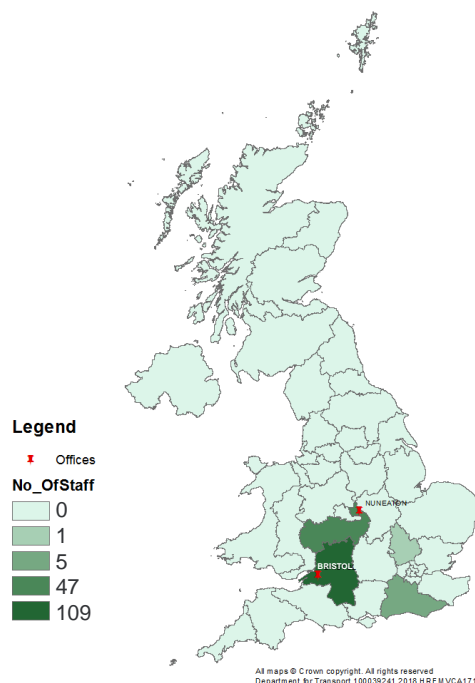 NUNEATON
BRISTOL
Legend
Offices
No_OfStaff
0
1
5
47
109
All maps © Crown copyright. All rights reserved
Department for Transport 100039241 2018 HREMVCA171